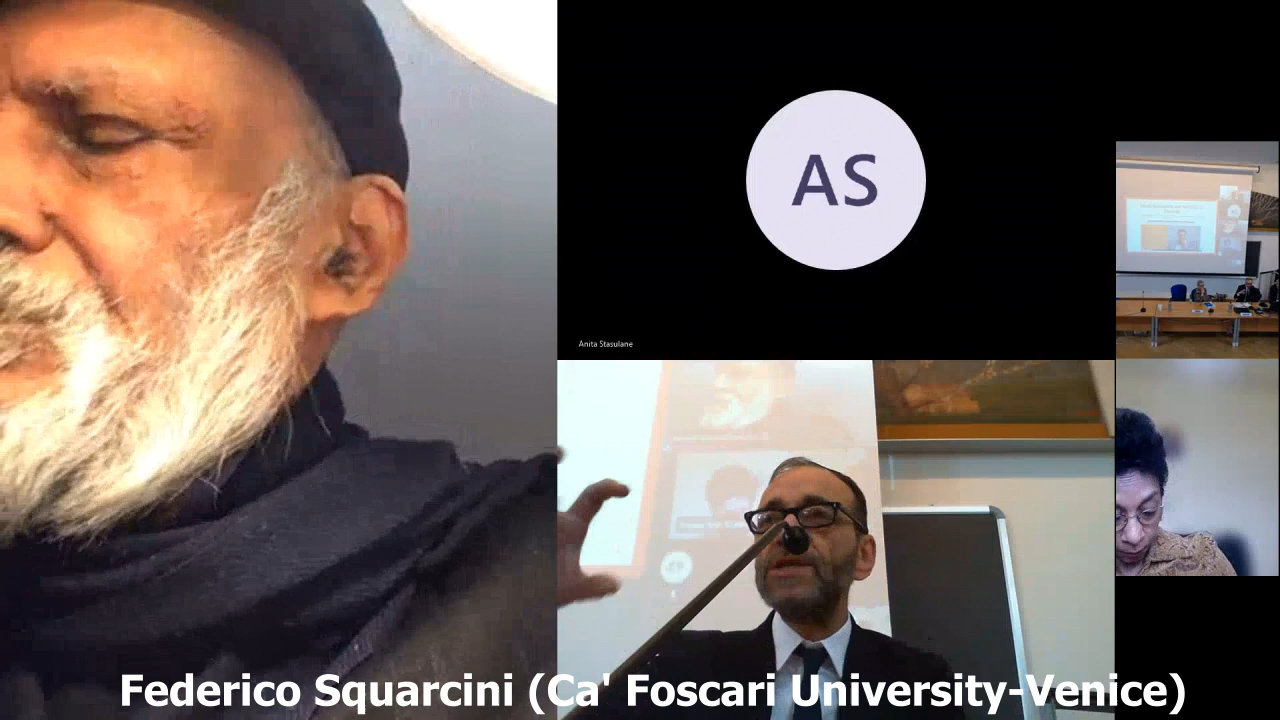 AS
Anita Stasulane
Federico Squarcini (Ca' Foscari University-Venice)